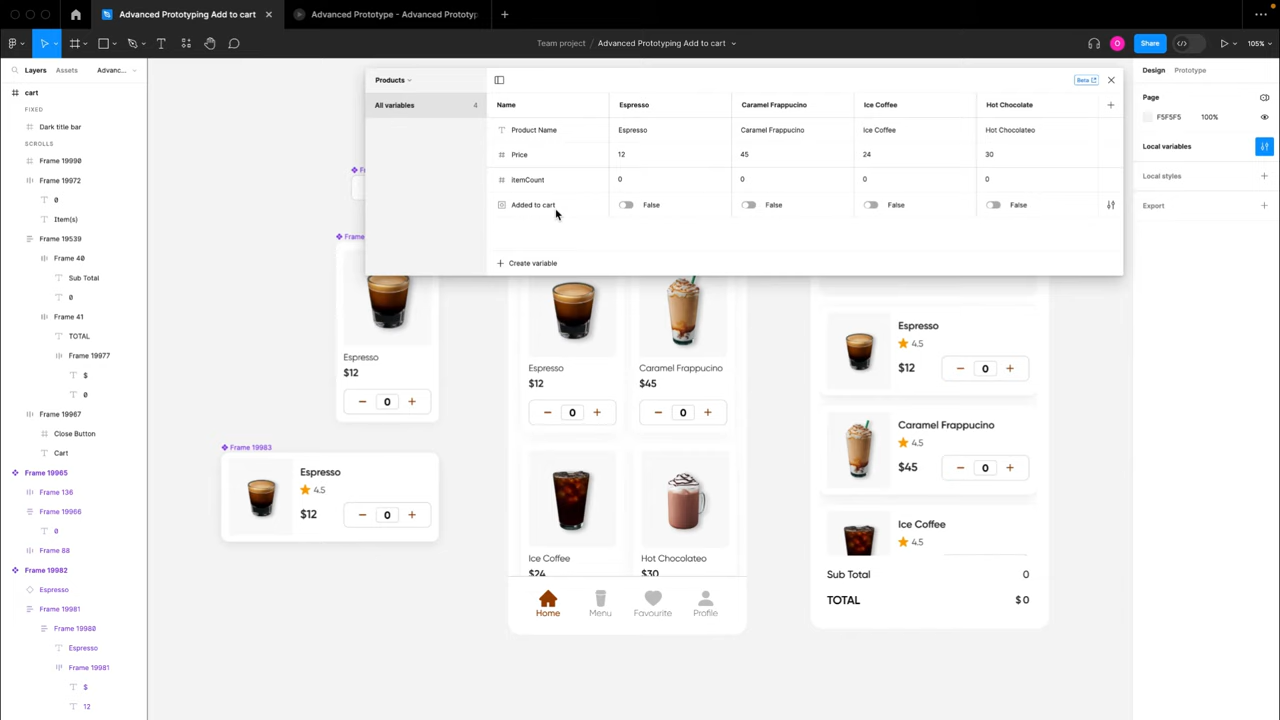 Advanced Prototyping Add to cart
Advanced Prototype - Advanced Prototyp
Team project / Advanced Prototyping Add to cart
O
Share
105%
Layers
Assets
Advanc...
cart
FIXED
Dark title bar
SCROLLS
Frame 19990
Frame 19972
0
Item(s)
Frame 19539
Frame 40
Sub Total
0
Frame 41
TOTAL
Frame 19977
$
0
Frame 19967
Close Button
Cart
Frame 19965
Frame 136
Frame 19966
0
Frame 88
Frame 19982
Espresso
Frame 19981
Frame 19980
Espresso
Frame 19981
$
12
Products
Beta
All variables 4
Name Espresso Caramel Frappucino Ice Coffee Hot Chocolate
Product Name Espresso Caramel Frappucino Ice Coffee Hot Chocolateo
Price 12 45 24 30
itemCount 0 0 0 0
Added to cart False False False False
Create variable
Fr
Frame
Espresso
$12
0
Frame 19983
Espresso
4.5
$12
0
Espresso
$12
0
Caramel Frappucino
$45
0
Ice Coffee
$24
Hot Chocolateo
$30
Home
Menu
Favourite
Profile
Espresso
4.5
$12
0
Caramel Frappucino
4.5
$45
0
Ice Coffee
4.5
Sub Total 0
TOTAL $ 0
Design
Prototype
Page
F5F5F5 100%
Local variables
Local styles
Export